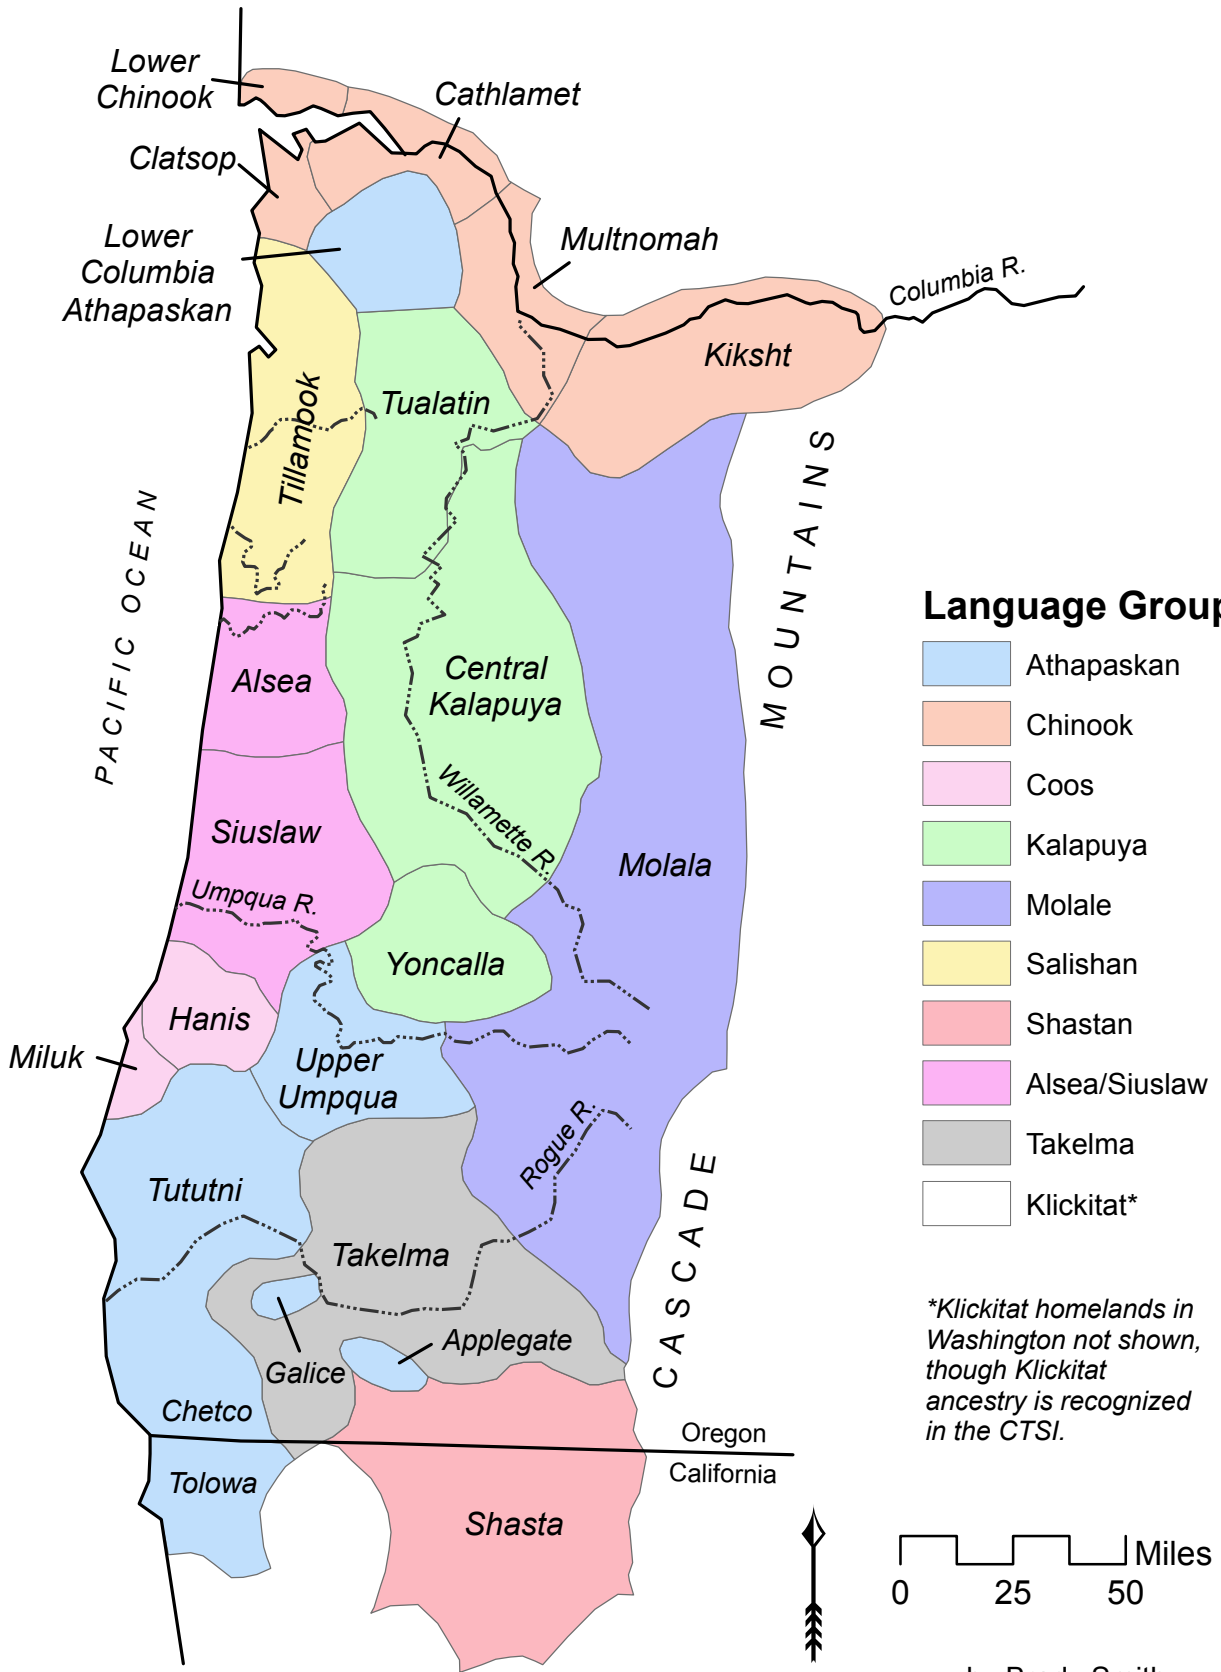 Lower
Chinook
Cathlamet
Clatsop
Lower
Columbia
Athapaskan
Multnomah
Columbia R.
Kiksht
Tualatin
Tillamook
PACIFIC OCEAN
MOUNTAINS
Alsea
Central
Kalapuya
Willamette R.
Siuslaw
Umpqua R.
Molala
Yoncalla
Hanis
Miluk
Upper
Umpqua
Rogue R.
Tututni
Takelma
CASCADE
Galice
Applegate
Chetco
Oregon
California
Tolowa
Shasta
Language Group
Athapaskan
Chinook
Coos
Kalapuya
Molale
Salishan
Shastan
Alsea/Siuslaw
Takelma
Klickitat*
*Klickitat homelands in
Washington not shown,
though Klickitat
ancestry is recognized
in the CTSI.
Miles
0 25 50